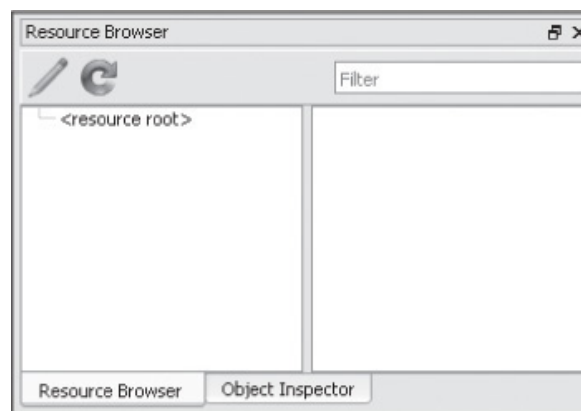 Resource Browser
Filter
<resource root>
Resource Browser
Object Inspector